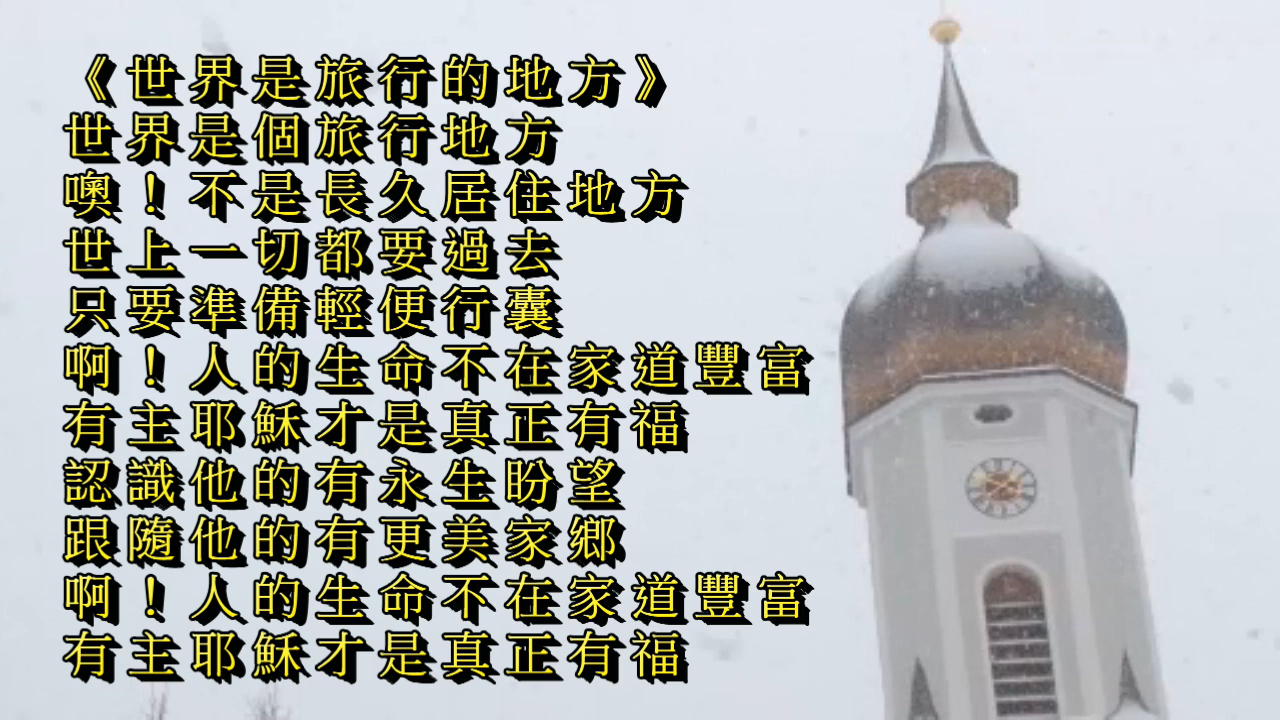 《世界是旅行的地方》
世界是個旅行地方
噢！不是長久居住地方
世上一切都要過去
只要準備輕便行囊
啊！人的生命不在家道豐富
有主耶穌才是真正有福
認識他的有永生盼望
跟隨他的有更美家鄉
啊！人的生命不在家道豐富
有主耶穌才是真正有福